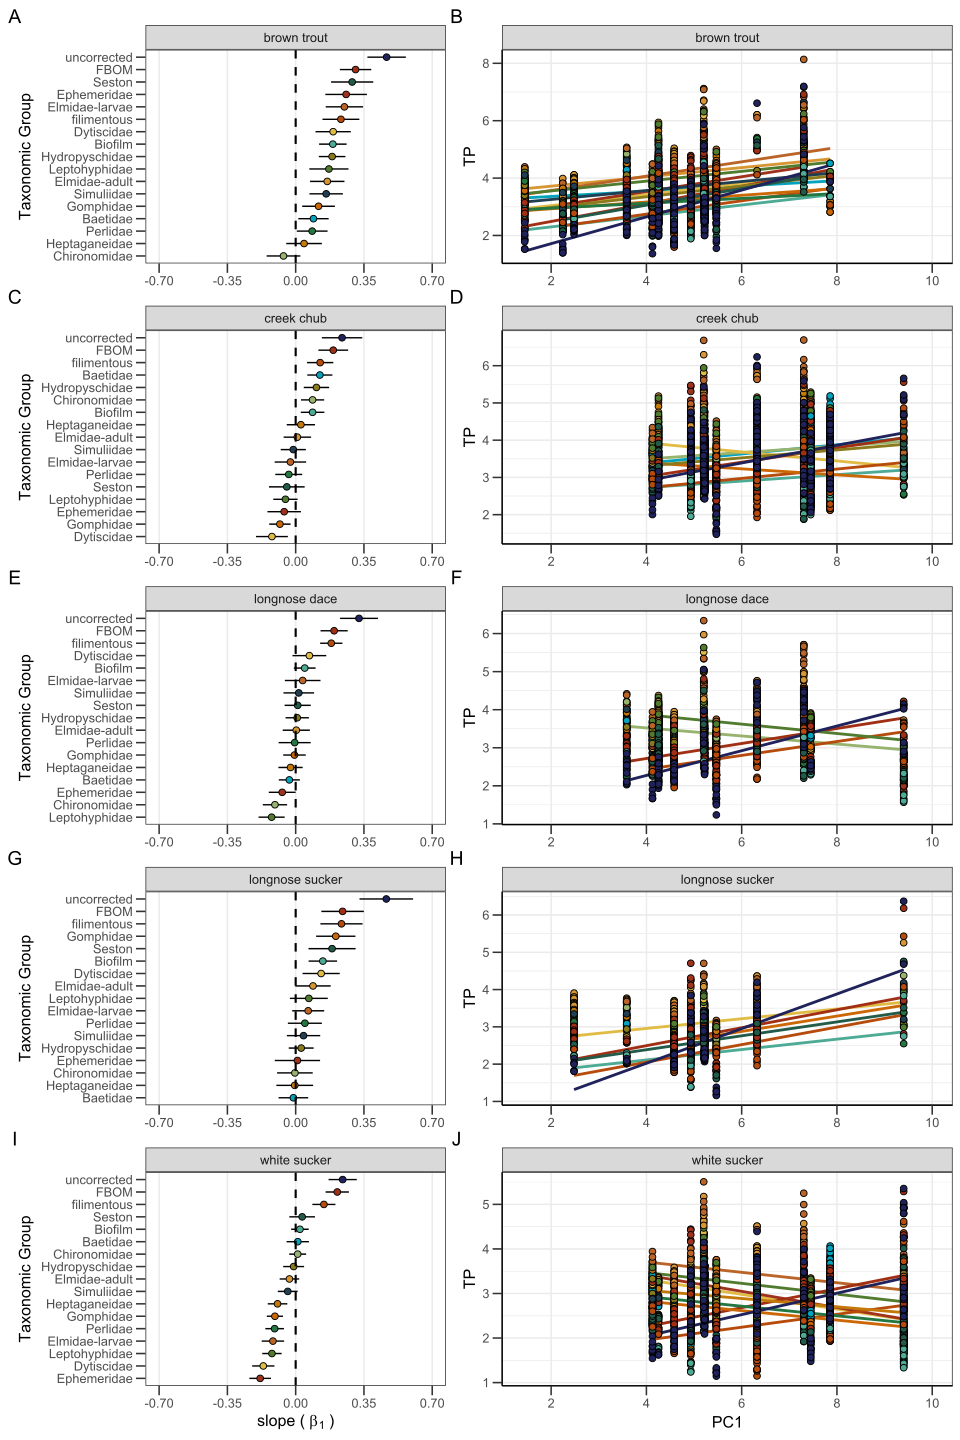 A
brown trout
Taxonomic Group
uncorrected
FBOM
Seston
Ephemeridae
Elmidae-larvae
filimentous
Dytiscidae
Biofilm
Hydropyschidae
Leptohyphidae
Elmidae-adult
Simuliidae
Gomphidae
Baetidae
Perlidae
Heptaganeidae
Chironomidae
-0.70 -0.35 0.00 0.35 0.70
B
brown trout
TP
8
6
4
2
2 4 6 8 10
C
creek chub
Taxonomic Group
uncorrected
FBOM
filimentous
Baetidae
Hydropyschidae
Chironomidae
Biofilm
Heptaganeidae
Elmidae-adult
Simuliidae
Elmidae-larvae
Perlidae
Seston
Leptohyphidae
Ephemeridae
Gomphidae
Dytiscidae
-0.70 -0.35 0.00 0.35 0.70
D
creek chub
TP
6
5
4
3
2
2 4 6 8 10
E
longnose dace
Taxonomic Group
uncorrected
FBOM
filimentous
Dytiscidae
Biofilm
Elmidae-larvae
Simuliidae
Seston
Hydropyschidae
Elmidae-adult
Perlidae
Gomphidae
Heptaganeidae
Baetidae
Ephemeridae
Chironomidae
Leptohyphidae
-0.70 -0.35 0.00 0.35 0.70
F
longnose dace
TP
6
5
4
3
2
1
2 4 6 8 10
G
longnose sucker
Taxonomic Group
uncorrected
FBOM
filimentous
Gomphidae
Seston
Biofilm
Dytiscidae
Elmidae-adult
Leptohyphidae
Elmidae-larvae
Perlidae
Simuliidae
Hydropyschidae
Ephemeridae
Chironomidae
Heptaganeidae
Baetidae
-0.70 -0.35 0.00 0.35 0.70
H
longnose sucker
TP
6
5
4
3
2
1
2 4 6 8 10
I
white sucker
Taxonomic Group
uncorrected
FBOM
filimentous
Seston
Biofilm
Baetidae
Chironomidae
Hydropyschidae
Elmidae-adult
Simuliidae
Heptaganeidae
Gomphidae
Perlidae
Elmidae-larvae
Leptohyphidae
Dytiscidae
Ephemeridae
-0.70 -0.35 0.00 0.35 0.70
slope ( β₁ )
J
white sucker
TP
5
4
3
2
1
2 4 6 8 10
PC1